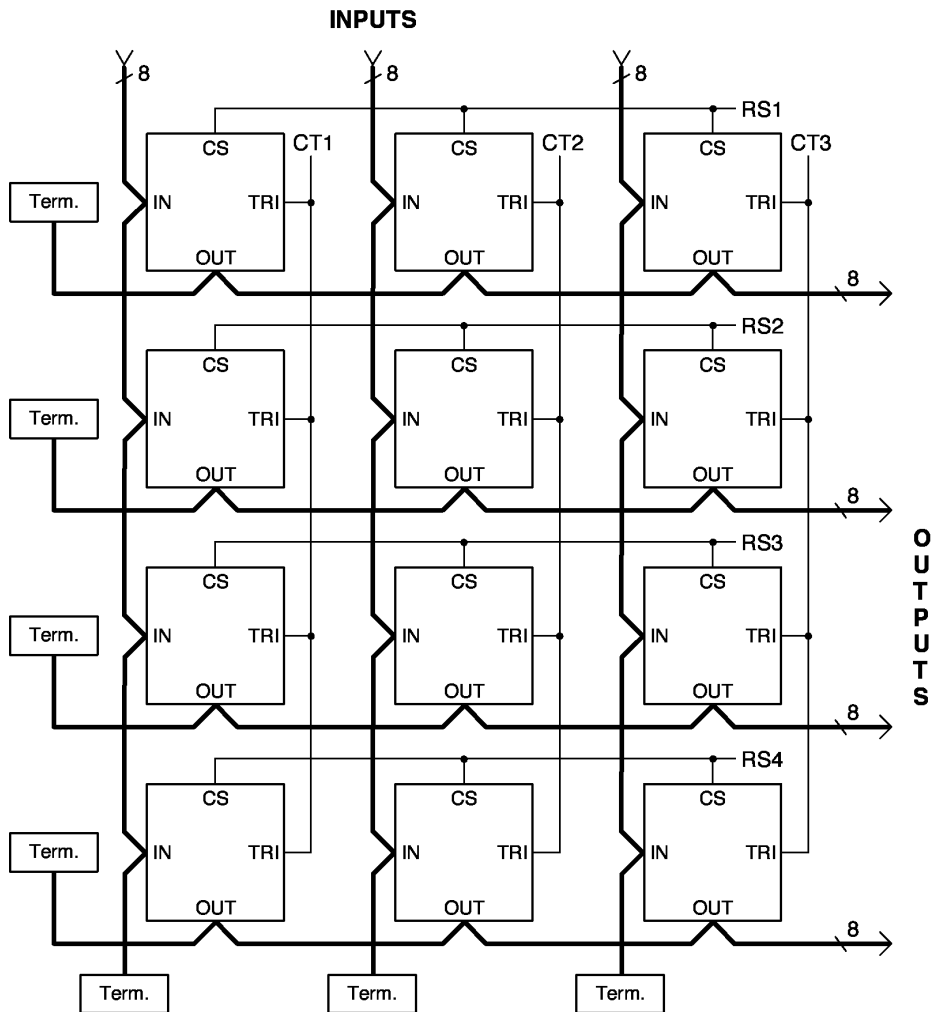 INPUTS
8 8 8
RS1
CS CT1 CS CT2 CS CT3
Term. IN TRI IN TRI IN TRI
OUT OUT OUT
8
RS2
CS CS CS
Term. IN TRI IN TRI IN TRI
OUT OUT OUT
8
OUTPUTS
RS3
CS CS CS
Term. IN TRI IN TRI IN TRI
OUT OUT OUT
8
RS4
CS CS CS
Term. IN TRI IN TRI IN TRI
OUT OUT OUT
8
Term. Term. Term.